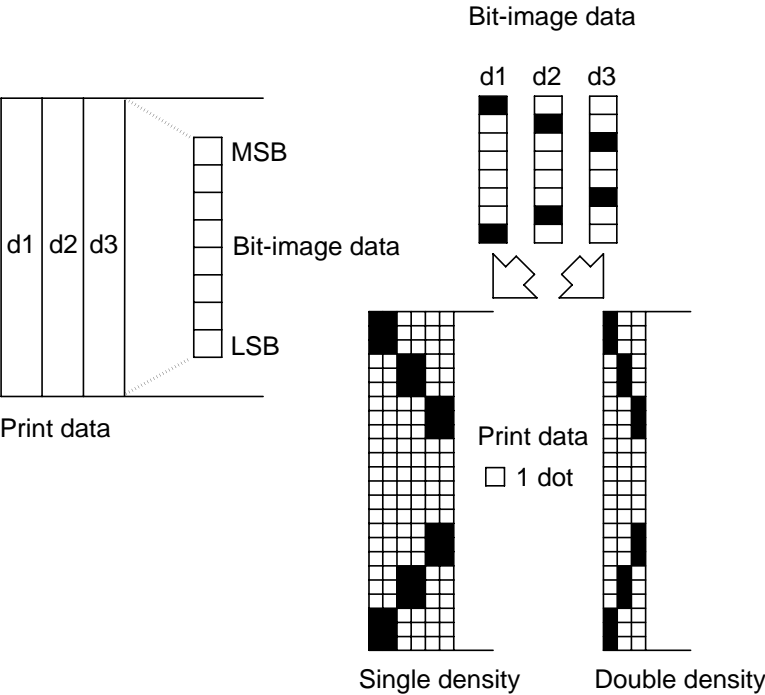 Bit-image data
d1 d2 d3
MSB
d1 d2 d3
Bit-image data
LSB
Print data
Print data
1 dot
Single density
Double density